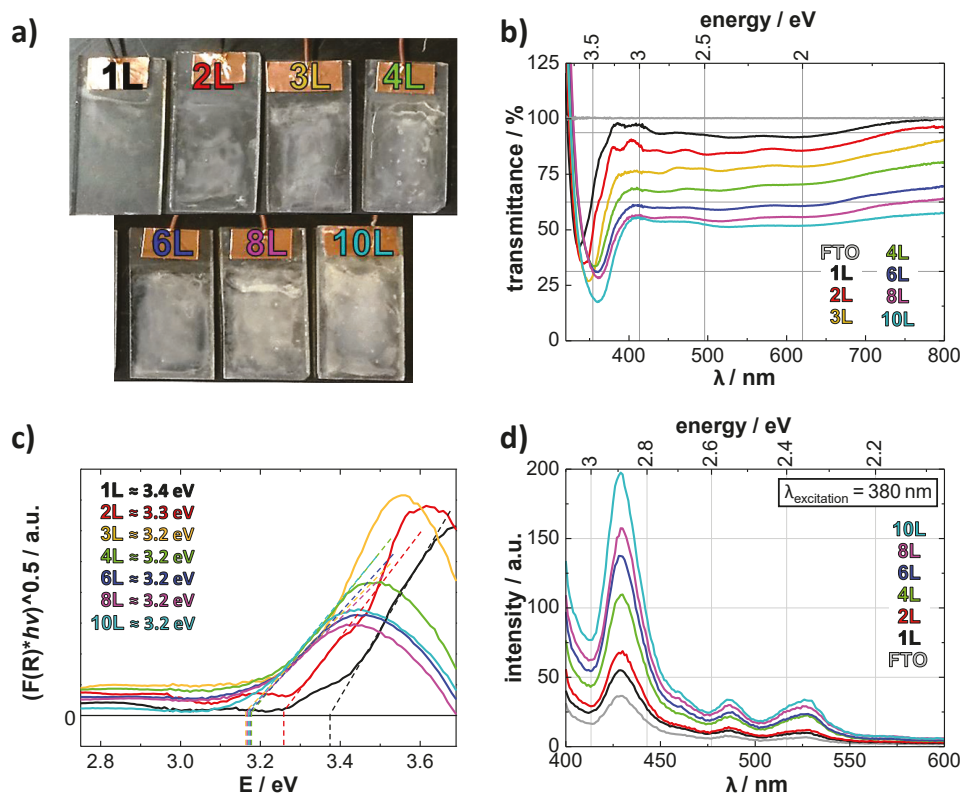 a)
1L 2L 3L 4L
6L 8L 10L
b)
energy / eV
3.5 3 2.5 2
transmittance / %
125
100
75
50
25
0
FTO 4L
1L 6L
2L 8L
3L 10L
400 500 600 700 800
λ / nm
c)
(F(R)*hν)^0.5 / a.u.
1L ≈ 3.4 eV
2L ≈ 3.3 eV
3L ≈ 3.2 eV
4L ≈ 3.2 eV
6L ≈ 3.2 eV
8L ≈ 3.2 eV
10L ≈ 3.2 eV
0
2.8 3.0 3.2 3.4 3.6
E / eV
d)
energy / eV
3 2.8 2.6 2.4 2.2
intensity / a.u.
200
150
100
50
0
λexcitation = 380 nm
10L
8L
6L
4L
2L
1L
FTO
400 450 500 550 600
λ / nm